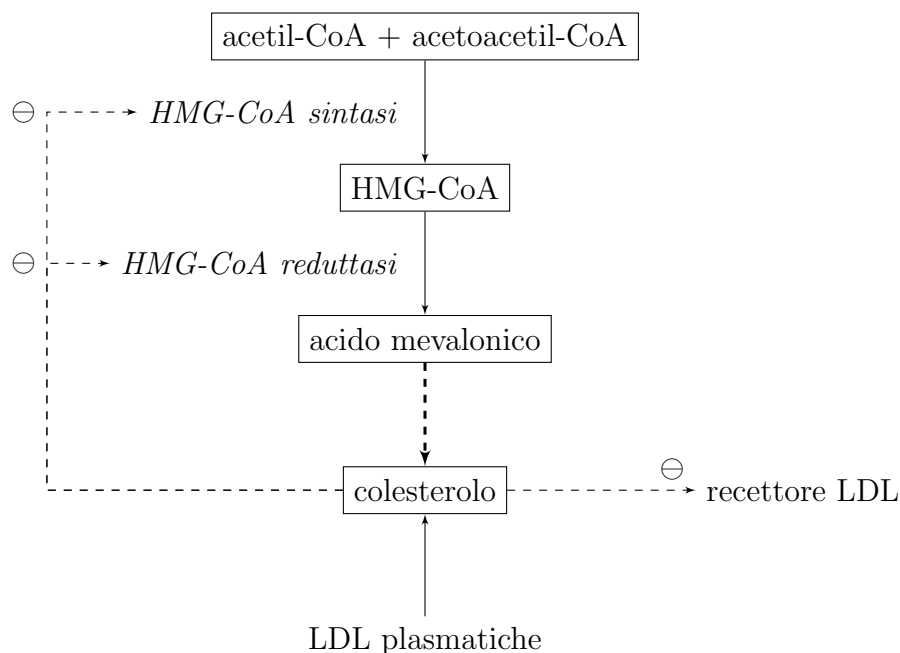 acetil-CoA + acetoacetil-CoA
⊖ HMG-CoA sintasi
HMG-CoA
⊖ HMG-CoA reduttasi
acido mevalonico
⊖
colesterolo recettore LDL
LDL plasmatiche